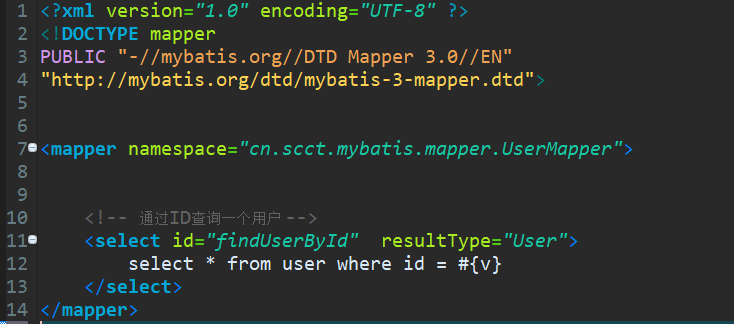 1 <?xml version="1.0" encoding="UTF-8" ?>
2 <!DOCTYPE mapper
3 PUBLIC "-//mybatis.org//DTD Mapper 3.0//EN"
4 "http://mybatis.org/dtd/mybatis-3-mapper.dtd">
5
6
7 <mapper namespace="cn.scct.mybatis.mapper.UserMapper">
8
9
10 <!-- 通过ID查询一个用户 -->
11 <select id="findUserById" resultType="User">
12 select * from user where id = #{v}
13 </select>
14 </mapper>